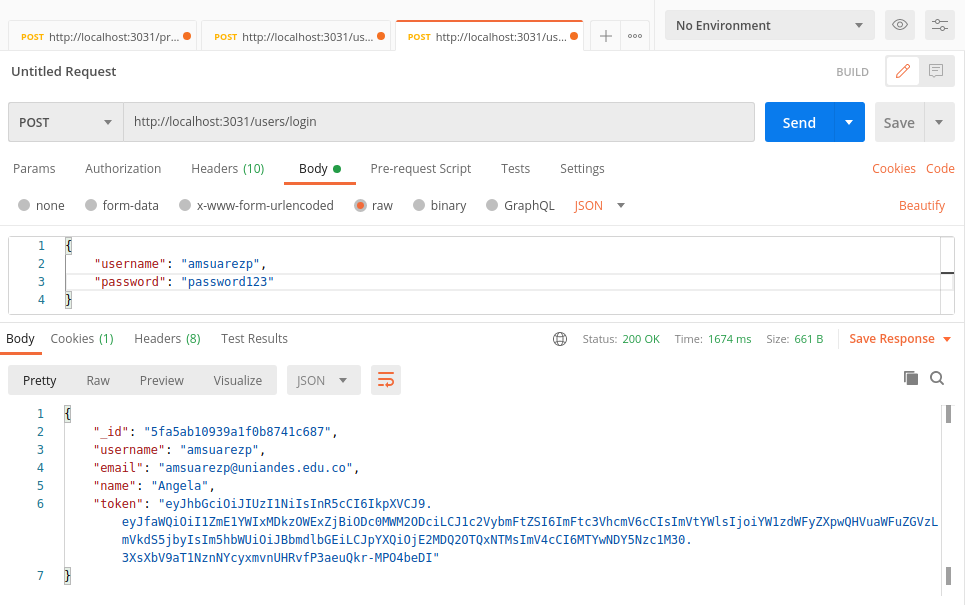 POST http://localhost:3031/pr... POST http://localhost:3031/us... POST http://localhost:3031/us... No Environment
Untitled Request BUILD
POST http://localhost:3031/users/login Send Save
Params Authorization Headers (10) Body Pre-request Script Tests Settings Cookies Code
none form-data x-www-form-urlencoded raw binary GraphQL JSON Beautify
1 {
2 "username": "amsuarezp",
3 "password": "password123"
4 }
Body Cookies (1) Headers (8) Test Results Status: 200 OK Time: 1674 ms Size: 661 B Save Response
Pretty Raw Preview Visualize JSON
1 {
2 "_id": "5fa5ab10939a1f0b8741c687",
3 "username": "amsuarezp",
4 "email": "amsuarezp@uniandes.edu.co",
5 "name": "Angela",
6 "token": "eyJhbGciOiJIUzI1NiIsInR5cCI6IkpXVCJ9.
eyJfaWQiOiI1ZmE1YWIxMDkzOWExZjBiODc0MWM2ODciLCJ1c2VybmFtZSI6ImFtc3VhcmV6cCIsImVtYWlsIjoiYW1zdWFyZXpwQHVuaWFuZGVzL
mVkdS5jbyIsIm5hbWUiOiJBbmdlbGEiLCJpYXQiOjE2MDQ2OTQxNTMsImV4cCI6MTYwNDY5Nzc1M30.
3XsXbV9aT1NznNYcyxmvnUHRvfP3aeuQkr-MPO4beDI"
7 }